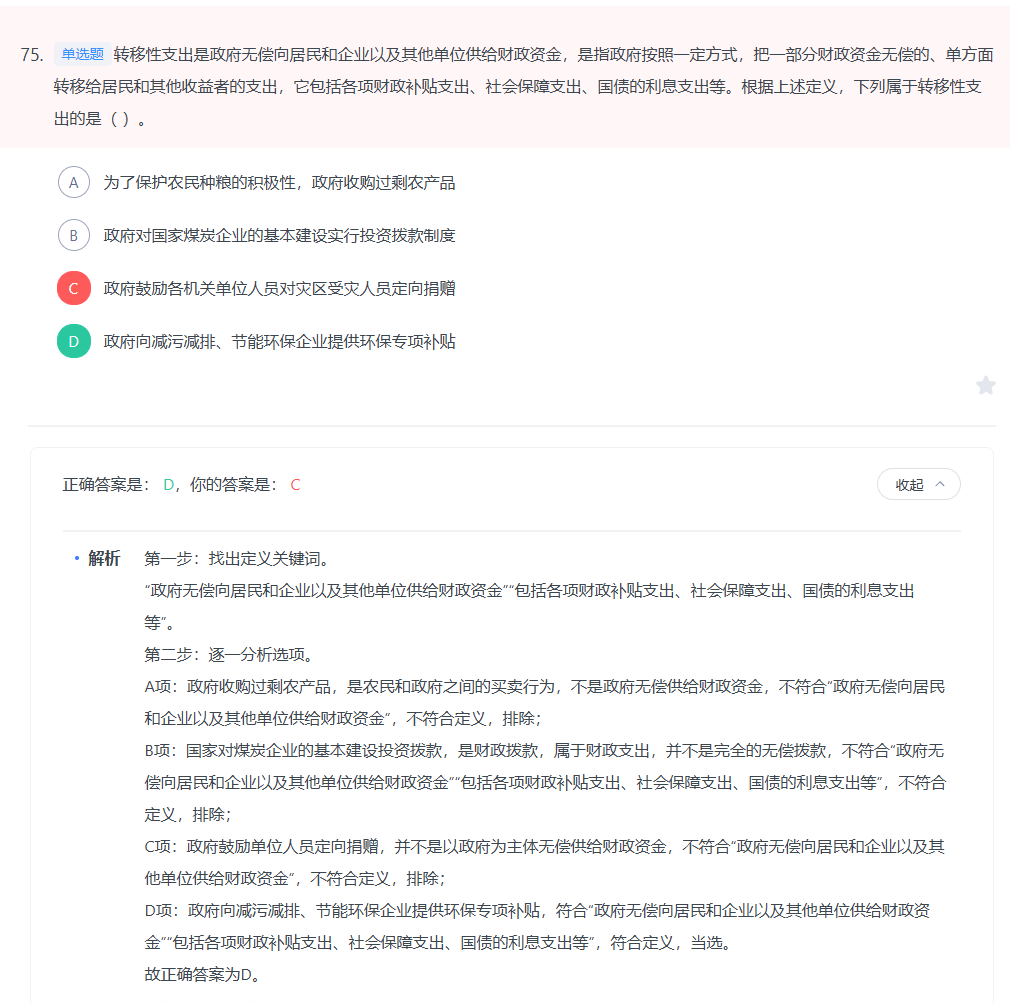 75. 单选题 转移性支出是政府无偿向居民和企业以及其他单位供给财政资金，是指政府按照一定方式，把一部分财政资金无偿的、单方面
转移给居民和其他收益者的支出，它包括各项财政补贴支出、社会保障支出、国债的利息支出等。根据上述定义，下列属于转移性支
出的是（ ）。
A 为了保护农民种粮的积极性，政府收购过剩农产品
B 政府对国家煤炭企业的基本建设实行投资拨款制度
C 政府鼓励各机关单位人员对灾区受灾人员定向捐赠
D 政府向减污减排、节能环保企业提供环保专项补贴
正确答案是： D，你的答案是： C
收起
• 解析 第一步：找出定义关键词。
“政府无偿向居民和企业以及其他单位供给财政资金”“包括各项财政补贴支出、社会保障支出、国债的利息支出
等”。
第二步：逐一分析选项。
A项：政府收购过剩农产品，是农民和政府之间的买卖行为，不是政府无偿供给财政资金，不符合“政府无偿向居民
和企业以及其他单位供给财政资金”，不符合定义，排除；
B项：国家对煤炭企业的基本建设投资拨款，是财政拨款，属于财政支出，并不是完全的无偿拨款，不符合“政府无
偿向居民和企业以及其他单位供给财政资金”“包括各项财政补贴支出、社会保障支出、国债的利息支出等”，不符合
定义，排除；
C项：政府鼓励单位人员定向捐赠，并不是以政府为主体无偿供给财政资金，不符合“政府无偿向居民和企业以及其
他单位供给财政资金”，不符合定义，排除；
D项：政府向减污减排、节能环保企业提供环保专项补贴，符合“政府无偿向居民和企业以及其他单位供给财政资
金”“包括各项财政补贴支出、社会保障支出、国债的利息支出等”，符合定义，当选。
故正确答案为D。